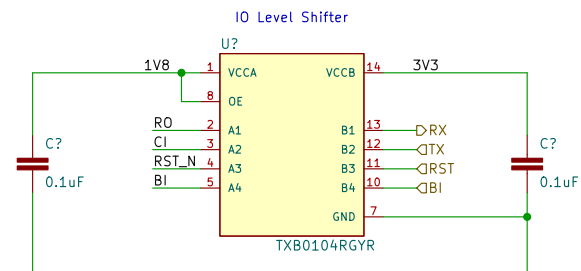 IO Level Shifter
U?
1V8 1 VCCA VCCB 14 3V3
8 OE
RO 2 A1 B1 13 RX
CI 3 A2 B2 12 TX
RST_N 4 A3 B3 11 RST
BI 5 A4 B4 10 BI
C? C?
0.1uF 0.1uF
GND 7
TXB0104RGYR